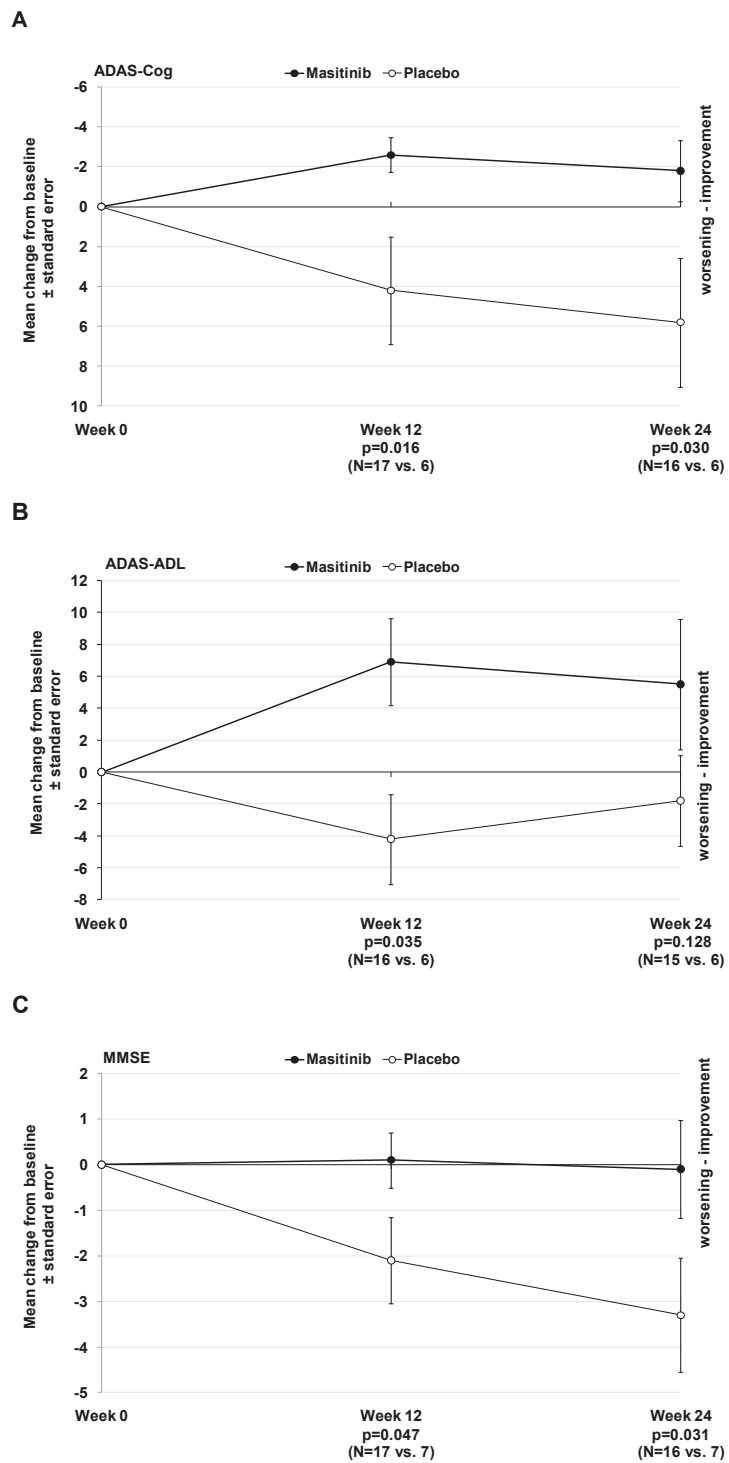 A
ADAS-Cog
Masitinib Placebo
-6
-4
-2
0
2
4
6
8
10
Mean change from baseline
± standard error
worsening - improvement
Week 0 Week 12 Week 24
p=0.016 p=0.030
(N=17 vs. 6) (N=16 vs. 6)
B
ADAS-ADL
Masitinib Placebo
12
10
8
6
4
2
0
-2
-4
-6
-8
Mean change from baseline
± standard error
worsening - improvement
Week 0 Week 12 Week 24
p=0.035 p=0.128
(N=16 vs. 6) (N=15 vs. 6)
C
MMSE
Masitinib Placebo
2
1
0
-1
-2
-3
-4
-5
Mean change from baseline
± standard error
worsening - improvement
Week 0 Week 12 Week 24
p=0.047 p=0.031
(N=17 vs. 7) (N=16 vs. 7)